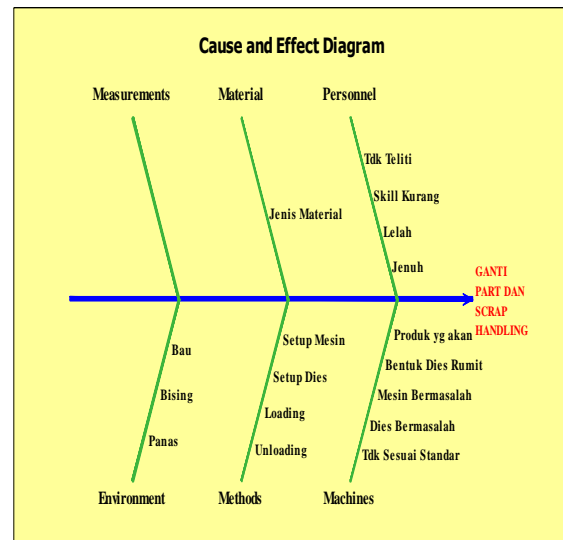 Cause and Effect Diagram
Measurements
Material
Personnel
Tdk Teliti
Skill Kurang
Jenis Material
Lelah
Jenuh
GANTI
PART DAN
SCRAP
HANDLING
Produk yg akan
Setup Mesin
Bau
Bentuk Dies Rumit
Setup Dies
Bising
Mesin Bermasalah
Loading
Dies Bermasalah
Panas
Unloading
Tdk Sesuai Standar
Environment
Methods
Machines